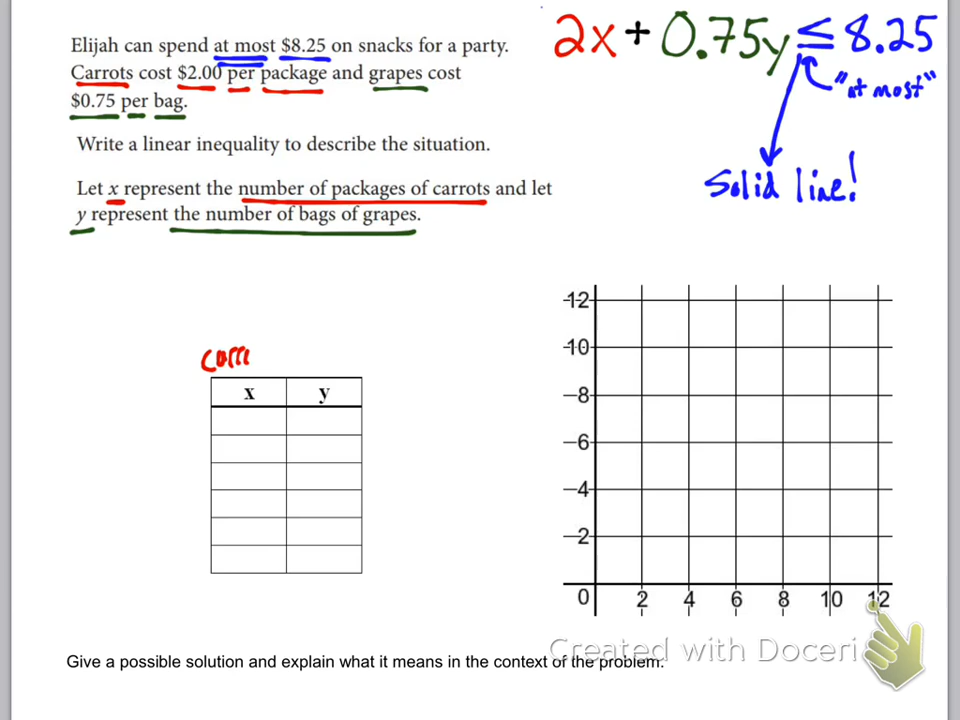 Elijah can spend at most $8.25 on snacks for a party.
Carrots cost $2.00 per package and grapes cost
$0.75 per bag.
Write a linear inequality to describe the situation.
Let x represent the number of packages of carrots and let
y represent the number of bags of grapes.
2x + 0.75y ≤ 8.25
"at most"
Solid line!
carr
x y
12
10
8
6
4
2
0 2 4 6 8 10 12
Created with Doceri
Give a possible solution and explain what it means in the context of the problem.